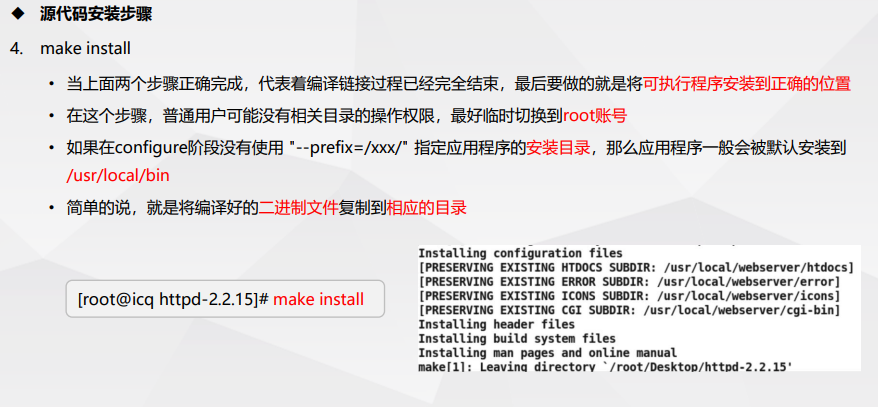 ◆ 源代码安装步骤
4. make install
• 当上面两个步骤正确完成，代表着编译链接过程已经完全结束，最后要做的就是将可执行程序安装到正确的位置
• 在这个步骤，普通用户可能没有相关目录的操作权限，最好临时切换到root账号
• 如果在configure阶段没有使用 "--prefix=/xxx/" 指定应用程序的安装目录，那么应用程序一般会被默认安装到
/usr/local/bin
• 简单的说，就是将编译好的二进制文件复制到相应的目录
[root@icq httpd-2.2.15]# make install
Installing configuration files
[PRESERVING EXISTING HTDOCS SUBDIR: /usr/local/webserver/htdocs]
[PRESERVING EXISTING ERROR SUBDIR: /usr/local/webserver/error]
[PRESERVING EXISTING ICONS SUBDIR: /usr/local/webserver/icons]
[PRESERVING EXISTING CGI SUBDIR: /usr/local/webserver/cgi-bin]
Installing header files
Installing build system files
Installing man pages and online manual
make[1]: Leaving directory `/root/Desktop/httpd-2.2.15'